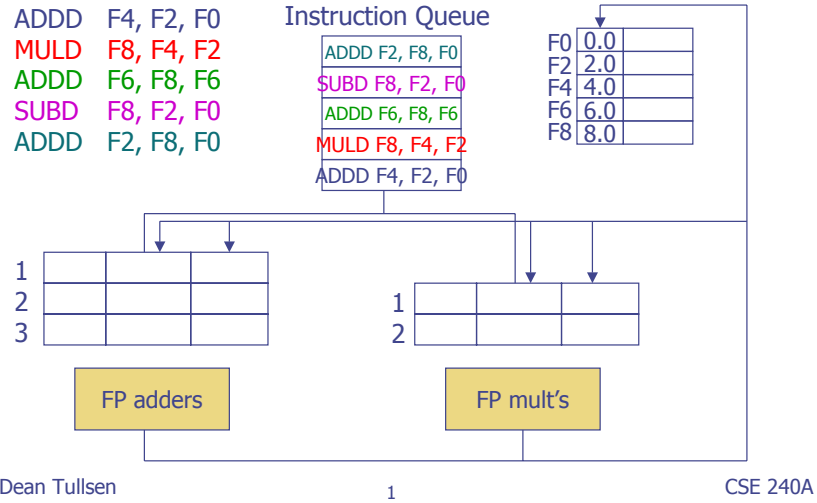 ADDD F4, F2, F0
MULD F8, F4, F2
ADDD F6, F8, F6
SUBD F8, F2, F0
ADDD F2, F8, F0
Instruction Queue
ADDD F2, F8, F0
SUBD F8, F2, F0
ADDD F6, F8, F6
MULD F8, F4, F2
ADDD F4, F2, F0
F0 0.0
F2 2.0
F4 4.0
F6 6.0
F8 8.0
1
2
3
1
2
FP adders
FP mult's
Dean Tullsen
1
CSE 240A